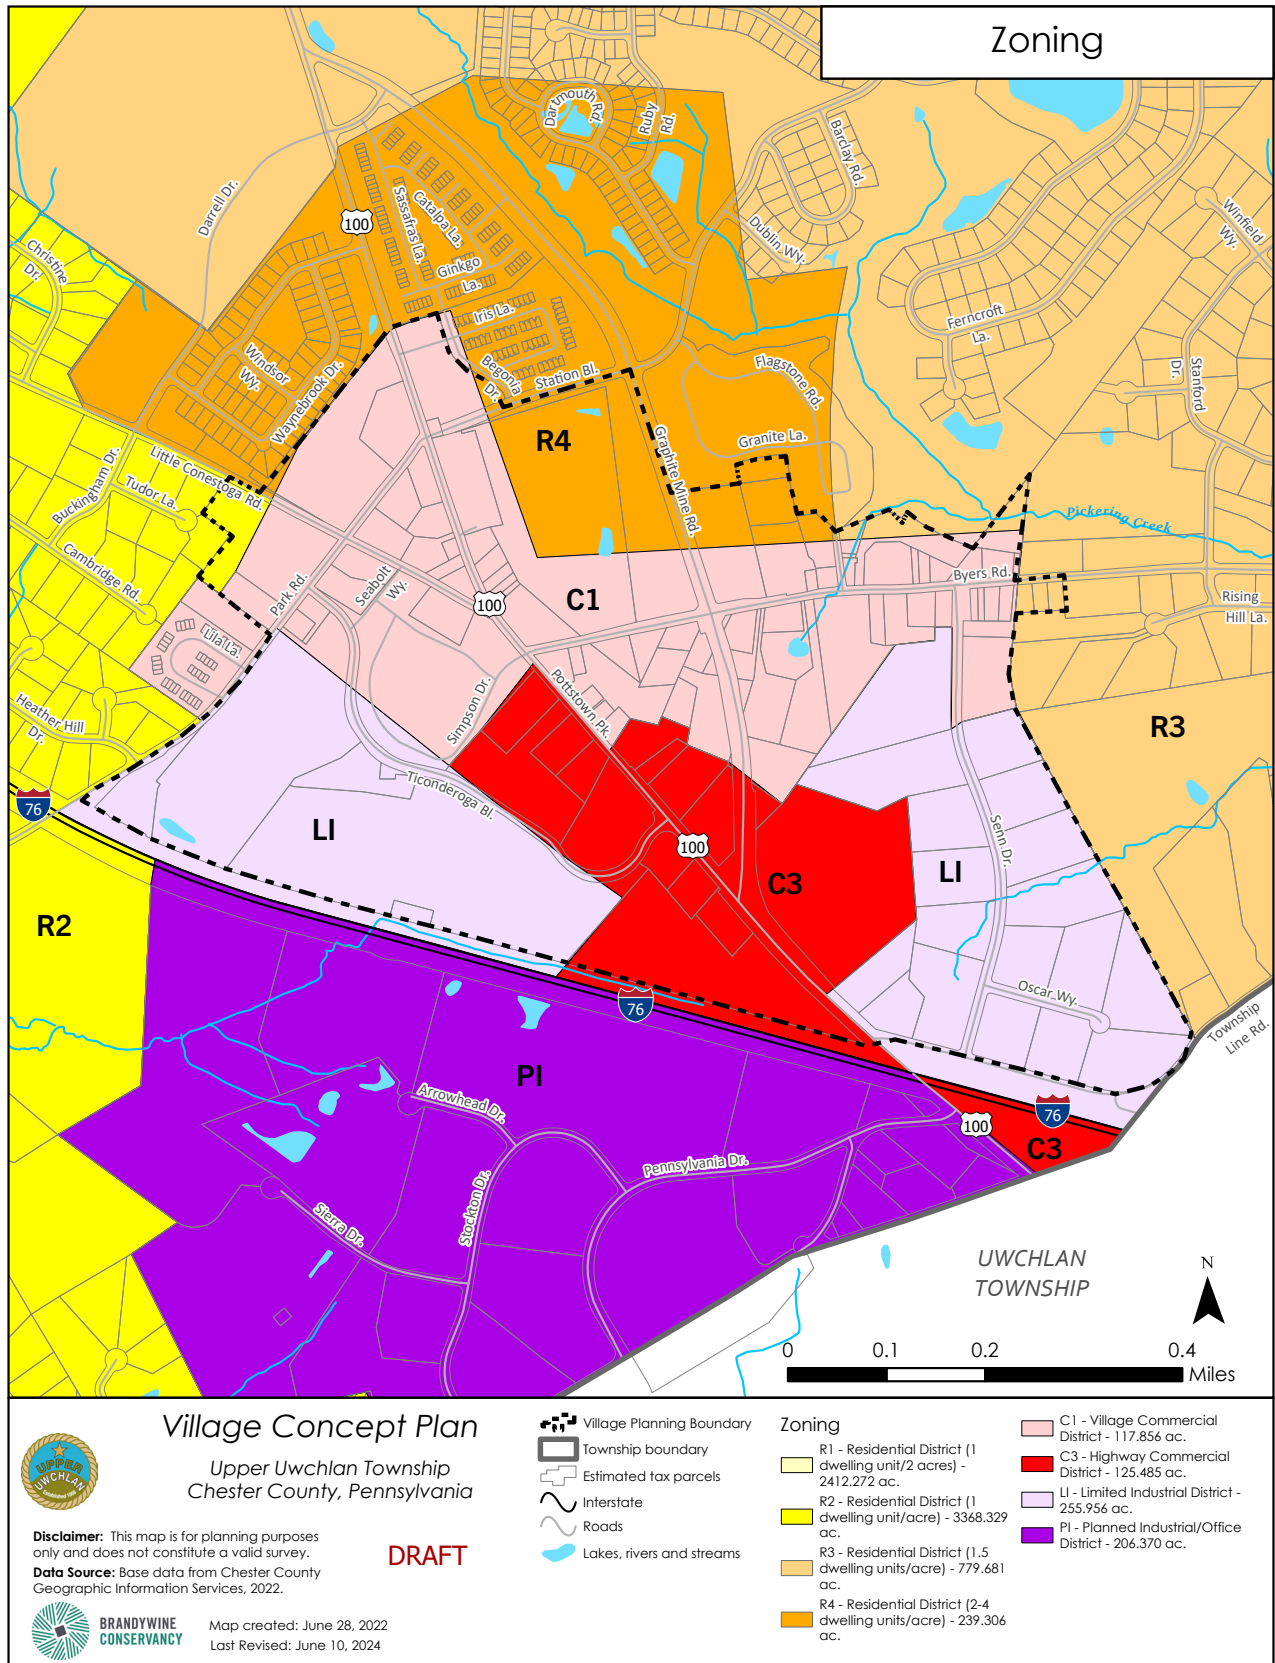 Zoning
Dartmouth Rd.
Ruby
Rd.
Barclay Rd.
Darrell Dr.
100
Sassafras La.
Catalpa La.
Dublin Wy.
Winfield
Wy.
Christine
Dr.
Ginkgo
La.
Iris La.
Ferncroft
La.
Windsor
Wy.
Waynebrook Dr.
Begonia
Dr.
Station Bl.
Flagstone Rd.
Stanford
Dr.
R4
Granite La.
Graphite Mine Rd.
Little Conestoga Rd.
Buckingham Dr.
Tudor La.
Pickering Creek
Cambridge Rd.
Park Rd.
Seabolt
Wy.
100
C1
Byers Rd.
Rising
Hill La.
Lila La.
Heather Hill
Dr.
Simpson Dr.
Pottstown Pk.
R3
Ticonderoga Bl.
76
LI
100
Senn Dr.
C3
LI
R2
Oscar Wy.
76
Township
Line Rd.
PI
Arrowhead Dr.
76
100
C3
Pennsylvania Dr.
Stockton Dr.
Sierra Dr.
UWCHLAN
TOWNSHIP
N
0 0.1 0.2 0.4
Miles
UPPER
UWCHLAN
Village Concept Plan
Upper Uwchlan Township
Chester County, Pennsylvania
Disclaimer: This map is for planning purposes
only and does not constitute a valid survey.
Data Source: Base data from Chester County
Geographic Information Services, 2022.
DRAFT
BRANDYWINE
CONSERVANCY
Map created: June 28, 2022
Last Revised: June 10, 2024
Village Planning Boundary
Township boundary
Estimated tax parcels
Interstate
Roads
Lakes, rivers and streams
Zoning
R1 - Residential District (1
dwelling unit/2 acres) -
2412.272 ac.
R2 - Residential District (1
dwelling unit/acre) - 3368.329
ac.
R3 - Residential District (1.5
dwelling units/acre) - 779.681
ac.
R4 - Residential District (2-4
dwelling units/acre) - 239.306
ac.
C1 - Village Commercial
District - 117.856 ac.
C3 - Highway Commercial
District - 125.485 ac.
LI - Limited Industrial District -
255.956 ac.
PI - Planned Industrial/Office
District - 206.370 ac.